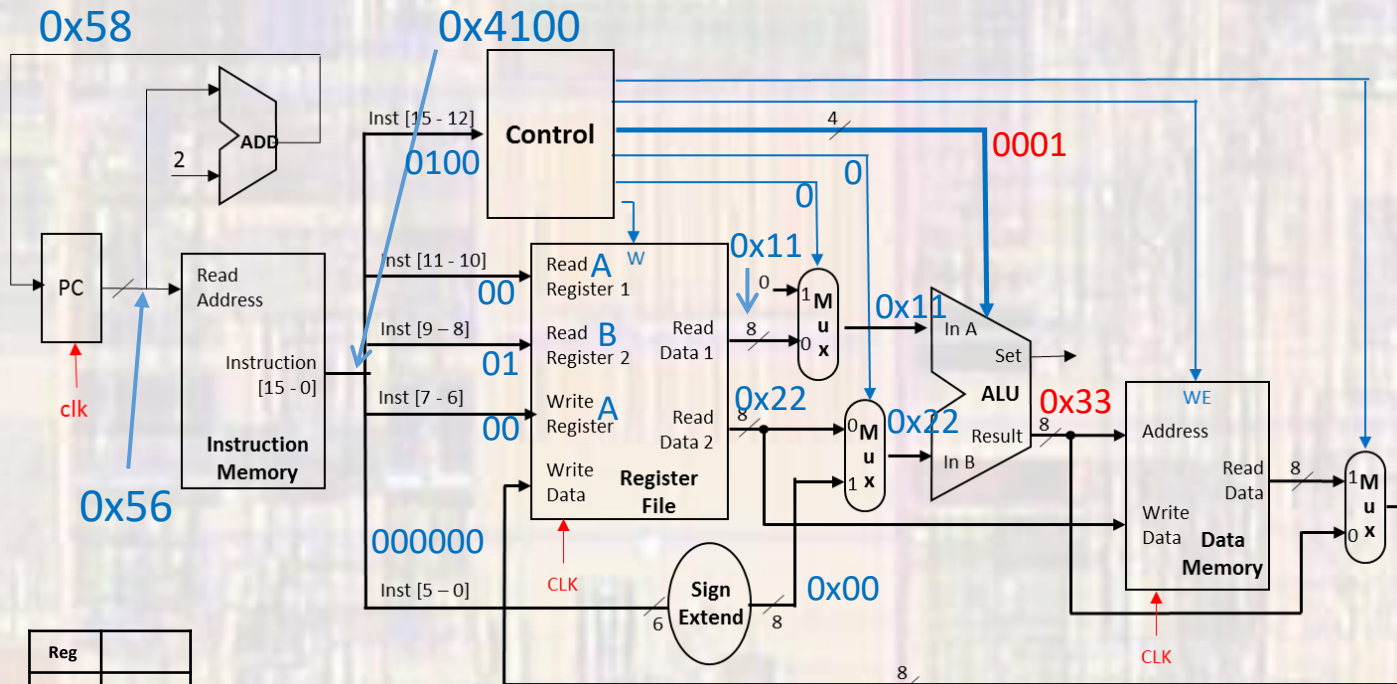 0x58
0x4100
ADD
2
Inst [15 - 12]
0100
Control
4
0001
0
0
PC
clk
Read
Address
Instruction
[15 - 0]
Instruction
Memory
0x56
Inst [11 - 10]
00
Inst [9 – 8]
01
Inst [7 - 6]
00
000000
Inst [5 – 0]
W
Read A
Register 1
Read B
Register 2
Write A
Register
Write
Data
Read
Data 1
Read
Data 2
Register
File
CLK
0x11
8
0
1
0
M
u
x
0x11
0x22
8
0
1
M
u
x
0x22
6
Sign
Extend
8
0x00
In A
Set
ALU
Result
In B
0x33
8
WE
Address
Read
Data
Write
Data
Data
Memory
CLK
8
1
0
M
u
x
8
Reg